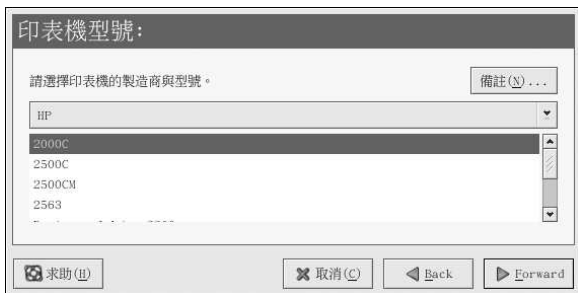 印表機型號:
請選擇印表機的製造商與型號。
備註(N)...
HP
2000C
2500C
2500CM
2563
求助(H)
取消(C)
Back
Forward